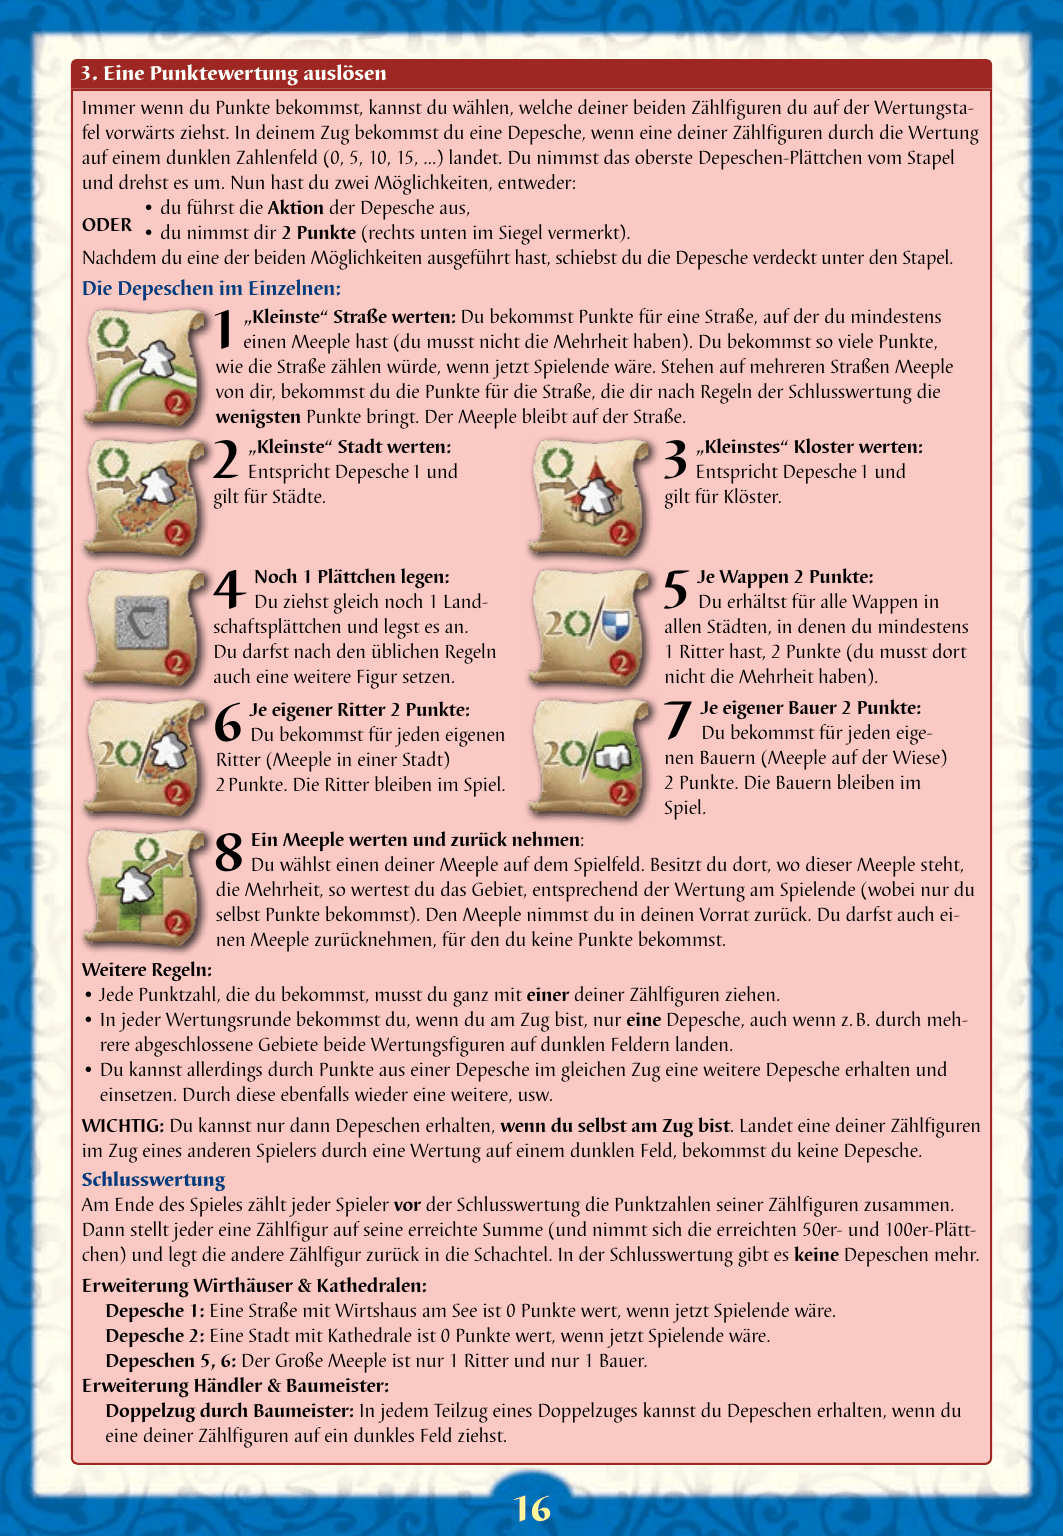 3. Eine Punktewertung auslösen
Immer wenn du Punkte bekommst, kannst du wählen, welche deiner beiden Zählfiguren du auf der Wertungsta-
fel vorwärts ziehst. In deinem Zug bekommst du eine Depesche, wenn eine deiner Zählfiguren durch die Wertung
auf einem dunklen Zahlenfeld (0, 5, 10, 15, ...) landet. Du nimmst das oberste Depeschen-Plättchen vom Stapel
und drehst es um. Nun hast du zwei Möglichkeiten, entweder:
• du führst die Aktion der Depesche aus,
ODER
• du nimmst dir 2 Punkte (rechts unten im Siegel vermerkt).
Nachdem du eine der beiden Möglichkeiten ausgeführt hast, schiebst du die Depesche verdeckt unter den Stapel.
Die Depeschen im Einzelnen:
2
1 „Kleinste“ Straße werten: Du bekommst Punkte für eine Straße, auf der du mindestens
einen Meeple hast (du musst nicht die Mehrheit haben). Du bekommst so viele Punkte,
wie die Straße zählen würde, wenn jetzt Spielende wäre. Stehen auf mehreren Straßen Meeple
von dir, bekommst du die Punkte für die Straße, die dir nach Regeln der Schlusswertung die
wenigsten Punkte bringt. Der Meeple bleibt auf der Straße.
2
2 „Kleinste“ Stadt werten:
Entspricht Depesche 1 und
gilt für Städte.
2
3 „Kleinstes“ Kloster werten:
Entspricht Depesche 1 und
gilt für Klöster.
2
4 Noch 1 Plättchen legen:
Du ziehst gleich noch 1 Land-
schaftsplättchen und legst es an.
Du darfst nach den üblichen Regeln
auch eine weitere Figur setzen.
20/
2
5 Je Wappen 2 Punkte:
Du erhältst für alle Wappen in
allen Städten, in denen du mindestens
1 Ritter hast, 2 Punkte (du musst dort
nicht die Mehrheit haben).
20/
2
6 Je eigener Ritter 2 Punkte:
Du bekommst für jeden eigenen
Ritter (Meeple in einer Stadt)
2 Punkte. Die Ritter bleiben im Spiel.
20/
2
7 Je eigener Bauer 2 Punkte:
Du bekommst für jeden eige-
nen Bauern (Meeple auf der Wiese)
2 Punkte. Die Bauern bleiben im
Spiel.
2
8 Ein Meeple werten und zurück nehmen:
Du wählst einen deiner Meeple auf dem Spielfeld. Besitzt du dort, wo dieser Meeple steht,
die Mehrheit, so wertest du das Gebiet, entsprechend der Wertung am Spielende (wobei nur du
selbst Punkte bekommst). Den Meeple nimmst du in deinen Vorrat zurück. Du darfst auch ei-
nen Meeple zurücknehmen, für den du keine Punkte bekommst.
Weitere Regeln:
• Jede Punktzahl, die du bekommst, musst du ganz mit einer deiner Zählfiguren ziehen.
• In jeder Wertungsrunde bekommst du, wenn du am Zug bist, nur eine Depesche, auch wenn z. B. durch meh-
rere abgeschlossene Gebiete beide Wertungsfiguren auf dunklen Feldern landen.
• Du kannst allerdings durch Punkte aus einer Depesche im gleichen Zug eine weitere Depesche erhalten und
einsetzen. Durch diese ebenfalls wieder eine weitere, usw.
WICHTIG: Du kannst nur dann Depeschen erhalten, wenn du selbst am Zug bist. Landet eine deiner Zählfiguren
im Zug eines anderen Spielers durch eine Wertung auf einem dunklen Feld, bekommst du keine Depesche.
Schlusswertung
Am Ende des Spieles zählt jeder Spieler vor der Schlusswertung die Punktzahlen seiner Zählfiguren zusammen.
Dann stellt jeder eine Zählfigur auf seine erreichte Summe (und nimmt sich die erreichten 50er- und 100er-Plätt-
chen) und legt die andere Zählfigur zurück in die Schachtel. In der Schlusswertung gibt es keine Depeschen mehr.
Erweiterung Wirthäuser & Kathedralen:
Depesche 1: Eine Straße mit Wirtshaus am See ist 0 Punkte wert, wenn jetzt Spielende wäre.
Depesche 2: Eine Stadt mit Kathedrale ist 0 Punkte wert, wenn jetzt Spielende wäre.
Depeschen 5, 6: Der Große Meeple ist nur 1 Ritter und nur 1 Bauer.
Erweiterung Händler & Baumeister:
Doppelzug durch Baumeister: In jedem Teilzug eines Doppelzuges kannst du Depeschen erhalten, wenn du
eine deiner Zählfiguren auf ein dunkles Feld ziehst.
16